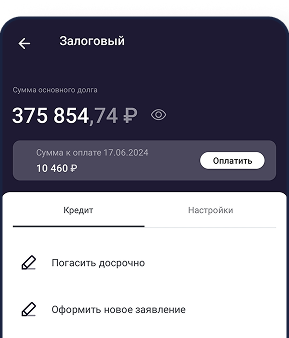 Залоговый
Сумма основного долга
375 854,74 ₽
Сумма к оплате 17.06.2024
10 460 ₽
Оплатить
Кредит
Настройки
Погасить досрочно
Оформить новое заявление